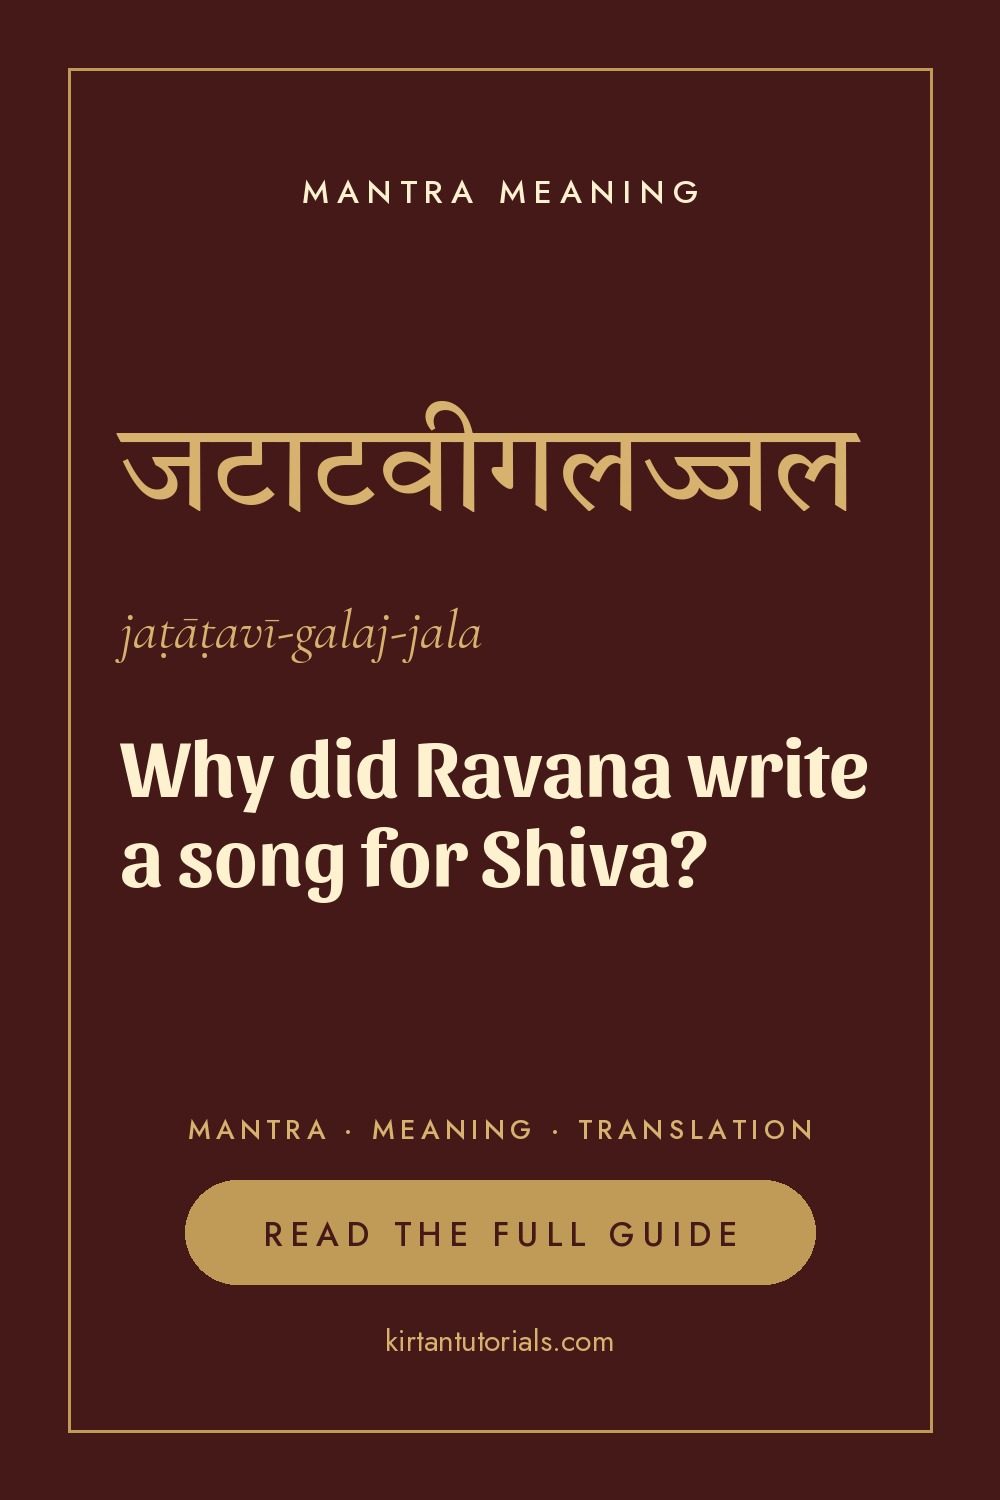 MANTRA MEANING
जटाटवीगलज्जल
jaṭāṭavī-galaj-jala
Why did Ravana write
a song for Shiva?
MANTRA · MEANING · TRANSLATION
READ THE FULL GUIDE
kirtantutorials.com